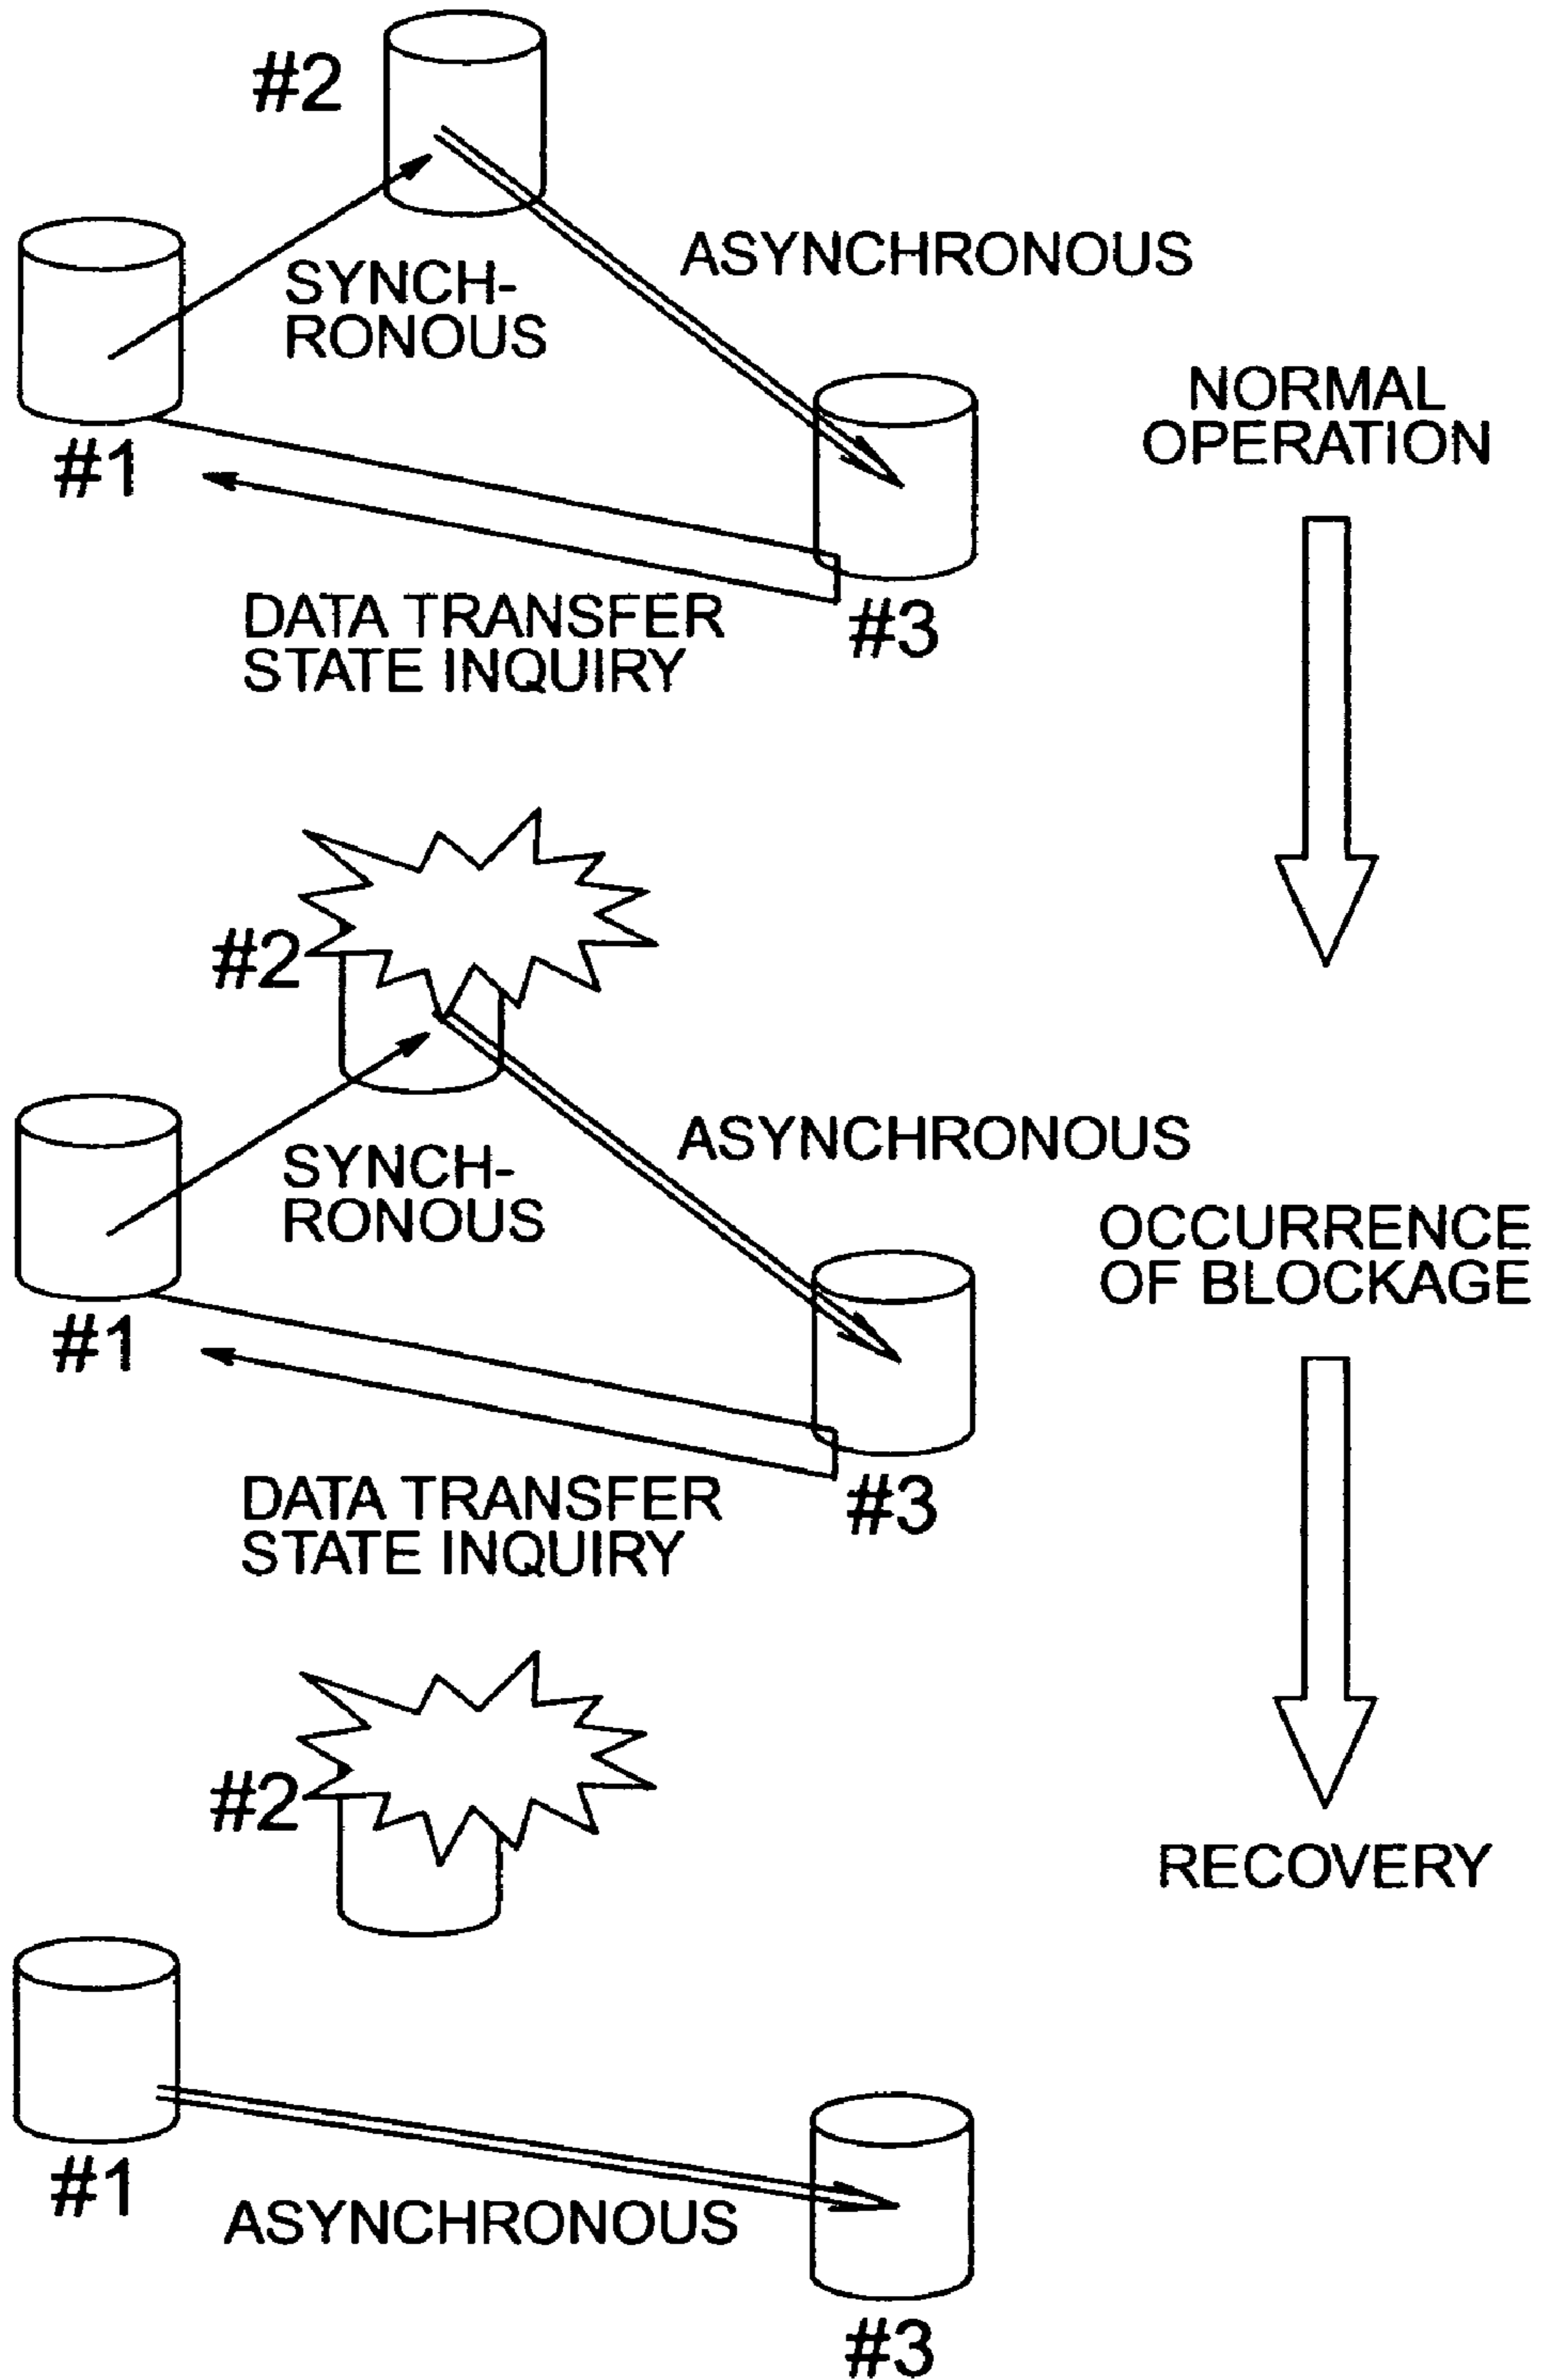 #2
ASYNCHRONOUS
SYNCH-
RONOUS
NORMAL
OPERATION
#1
DATA TRANSFER
STATE INQUIRY
#3
#2
ASYNCHRONOUS
SYNCH-
RONOUS
OCCURRENCE
OF BLOCKAGE
#1
DATA TRANSFER
STATE INQUIRY
#3
#2
RECOVERY
#1
ASYNCHRONOUS
#3